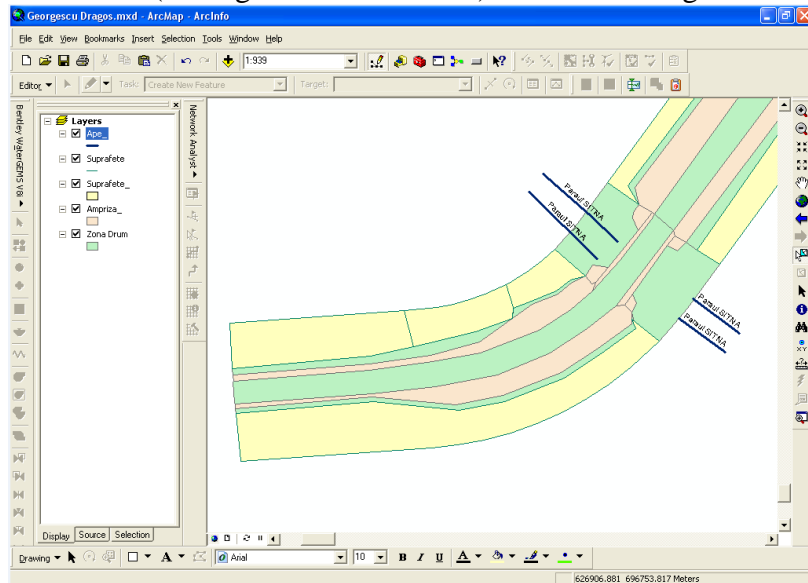 Georgescu Dragos.mxd - ArcMap - ArcInfo
File Edit View Bookmarks Insert Selection Tools Window Help
1:939
Editor Task: Create New Feature Target:
Layers
Ape_
Suprafete
Suprafete_
Ampriza_
Zona Drum
Bentley WaterGEMS V8i
Network Analyst
Paraul SITNA
Paraul SITNA
Paraul SITNA
Paraul SITNA
Display Source Selection
Drawing A Arial 10 B I U A
626906.881 696753.817 Meters